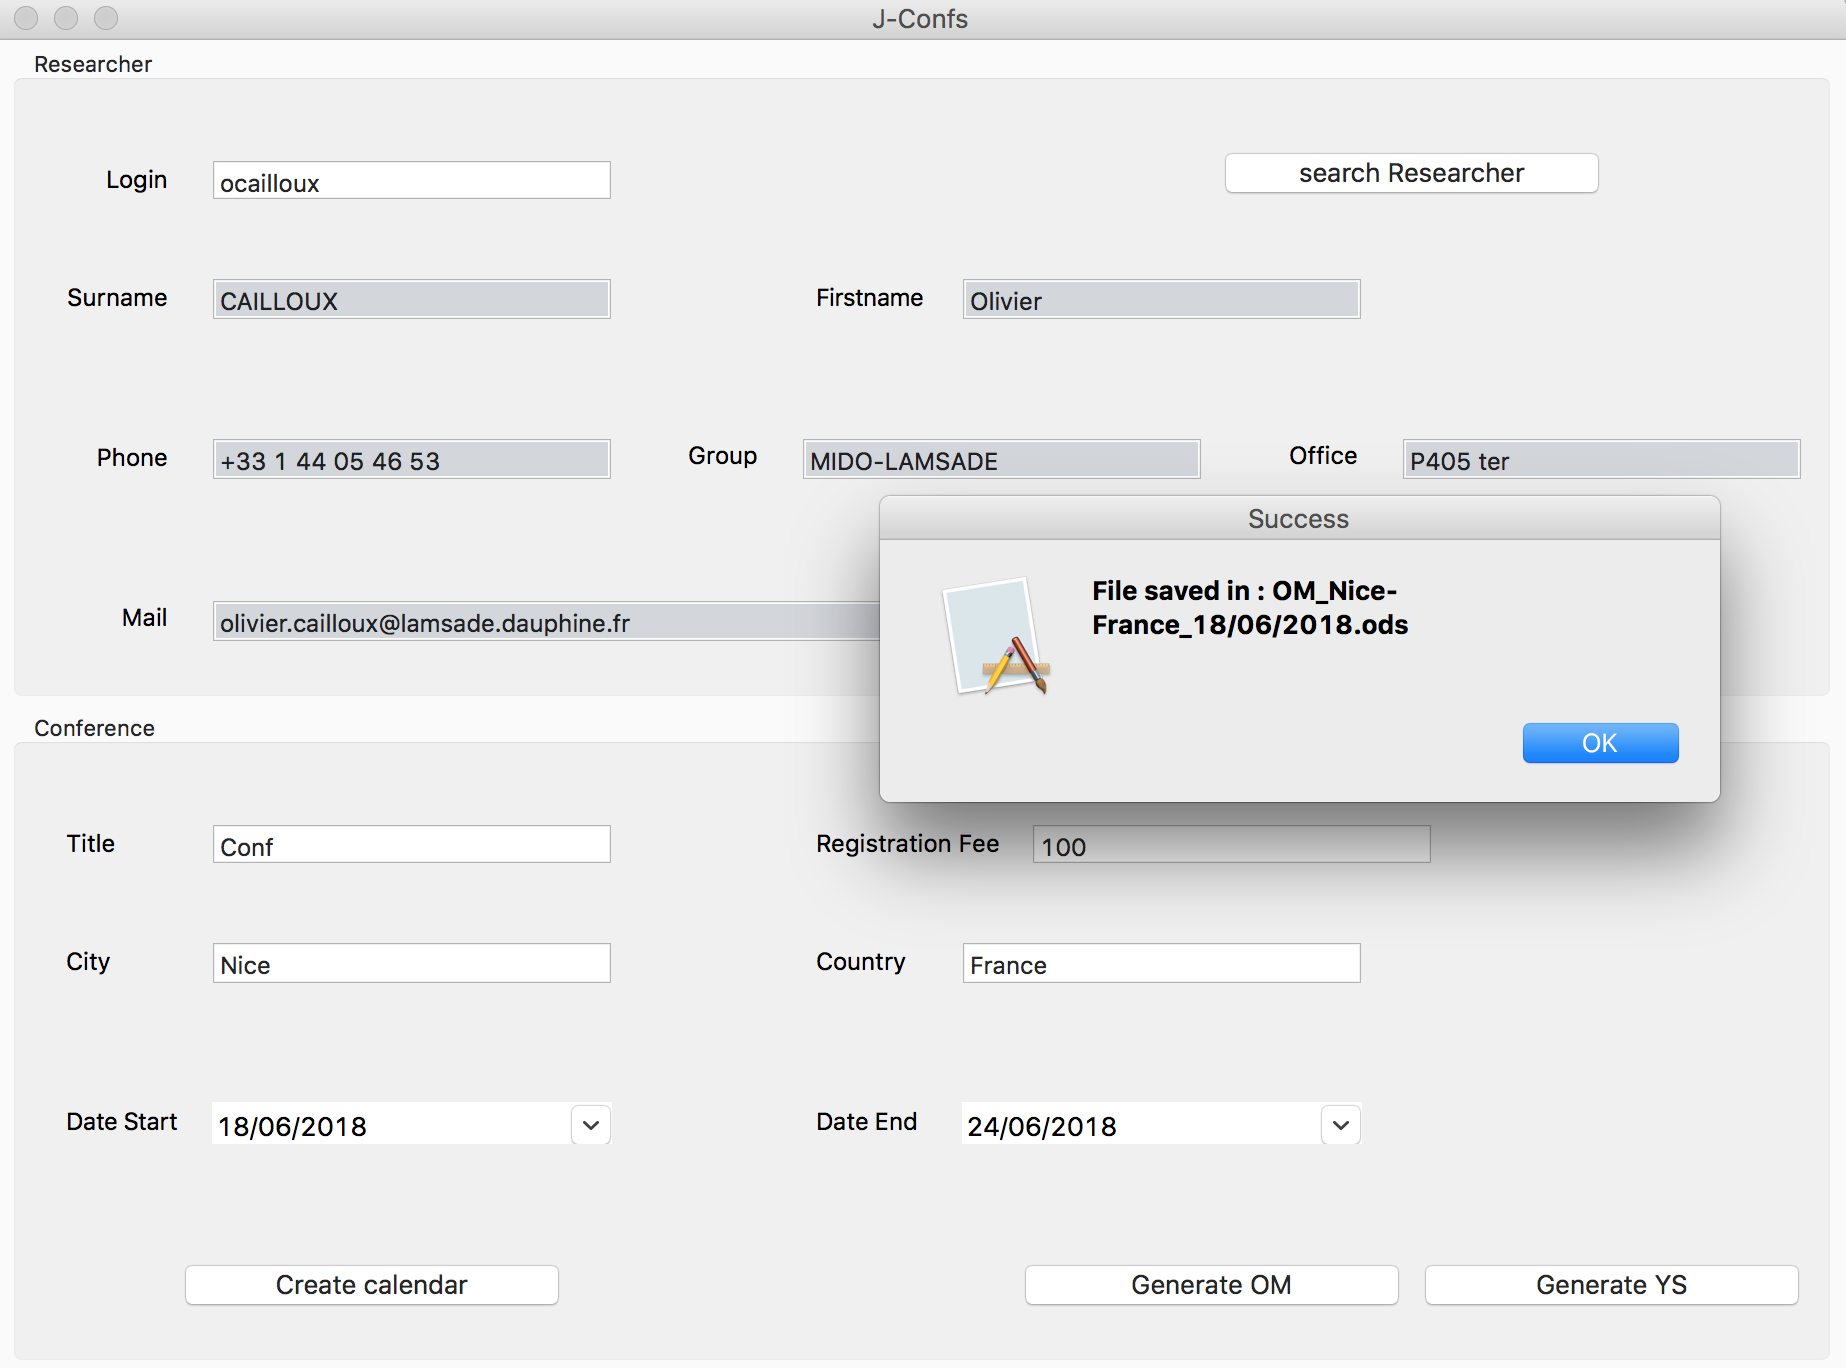 J-Confs
Researcher
Login
ocailloux
search Researcher
Surname
CAILLOUX
Firstname
Olivier
Phone
+33 1 44 05 46 53
Group
MIDO-LAMSADE
Office
P405 ter
Mail
olivier.cailloux@lamsade.dauphine.fr
Success
File saved in : OM_Nice-
France_18/06/2018.ods
OK
Conference
Title
Conf
Registration Fee
100
City
Nice
Country
France
Date Start
18/06/2018
Date End
24/06/2018
Create calendar
Generate OM
Generate YS